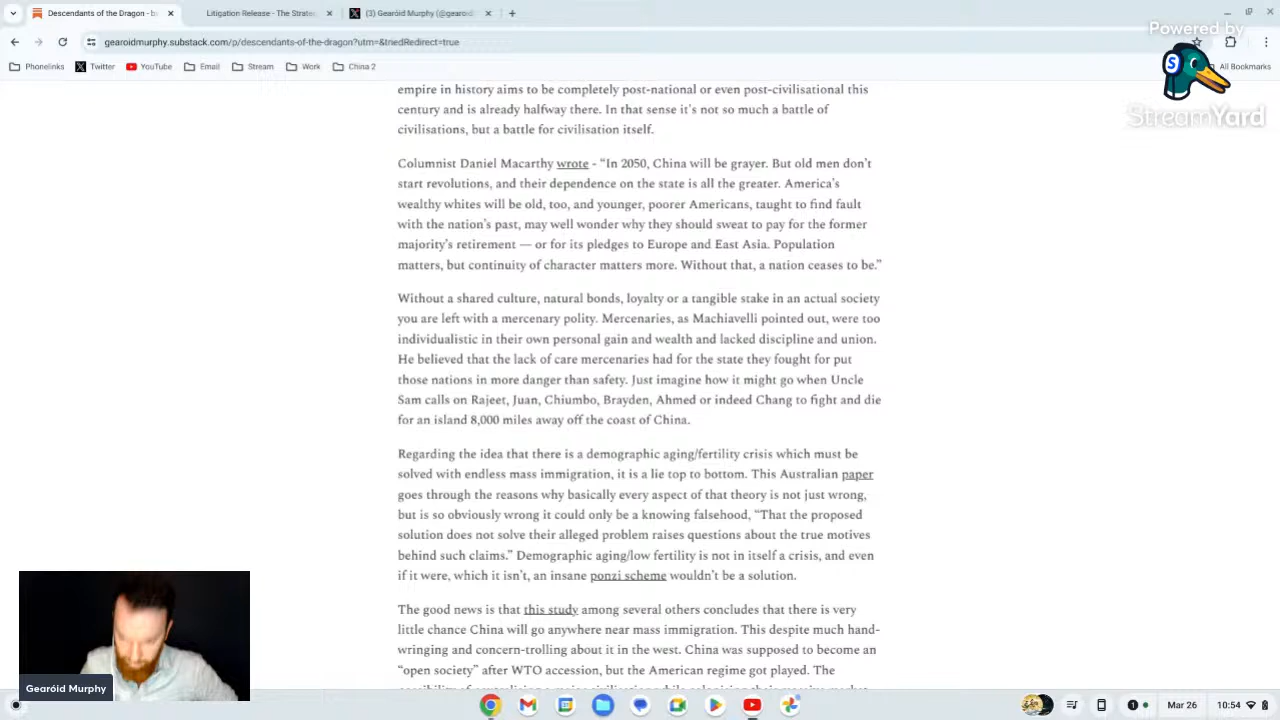 Descendants of the Dragon - b
Litigation Release - The Strate
(3) Gearóid Murphy (@gearoid
gearoidmurphy.substack.com/p/descendants-of-the-dragon?utm=&triedRedirect=true
Phonelinks
Twitter
YouTube
Email
Stream
Work
China 2
All Bookmarks
Powered by
S
StreamYard
empire in history aims to be completely post-national or even post-civilisational this
century and is already halfway there. In that sense it's not so much a battle of
civilisations, but a battle for civilisation itself.
Columnist Daniel Macarthy wrote - “In 2050, China will be grayer. But old men don't
start revolutions, and their dependence on the state is all the greater. America's
wealthy whites will be old, too, and younger, poorer Americans, taught to find fault
with the nation's past, may well wonder why they should sweat to pay for the former
majority's retirement — or for its pledges to Europe and East Asia. Population
matters, but continuity of character matters more. Without that, a nation ceases to be.”
Without a shared culture, natural bonds, loyalty or a tangible stake in an actual society
you are left with a mercenary polity. Mercenaries, as Machiavelli pointed out, were too
individualistic in their own personal gain and wealth and lacked discipline and union.
He believed that the lack of care mercenaries had for the state they fought for put
those nations in more danger than safety. Just imagine how it might go when Uncle
Sam calls on Rajeet, Juan, Chiumbo, Brayden, Ahmed or indeed Chang to fight and die
for an island 8,000 miles away off the coast of China.
Regarding the idea that there is a demographic aging/fertility crisis which must be
solved with endless mass immigration, it is a lie top to bottom. This Australian paper
goes through the reasons why basically every aspect of that theory is not just wrong,
but is so obviously wrong it could only be a knowing falsehood, “That the proposed
solution does not solve their alleged problem raises questions about the true motives
behind such claims.” Demographic aging/low fertility is not in itself a crisis, and even
if it were, which it isn't, an insane ponzi scheme wouldn't be a solution.
The good news is that this study among several others concludes that there is very
little chance China will go anywhere near mass immigration. This despite much hand-
wringing and concern-trolling about it in the west. China was supposed to become an
“open society” after WTO accession, but the American regime got played. The
Gearóid Murphy
Mar 26
10:54